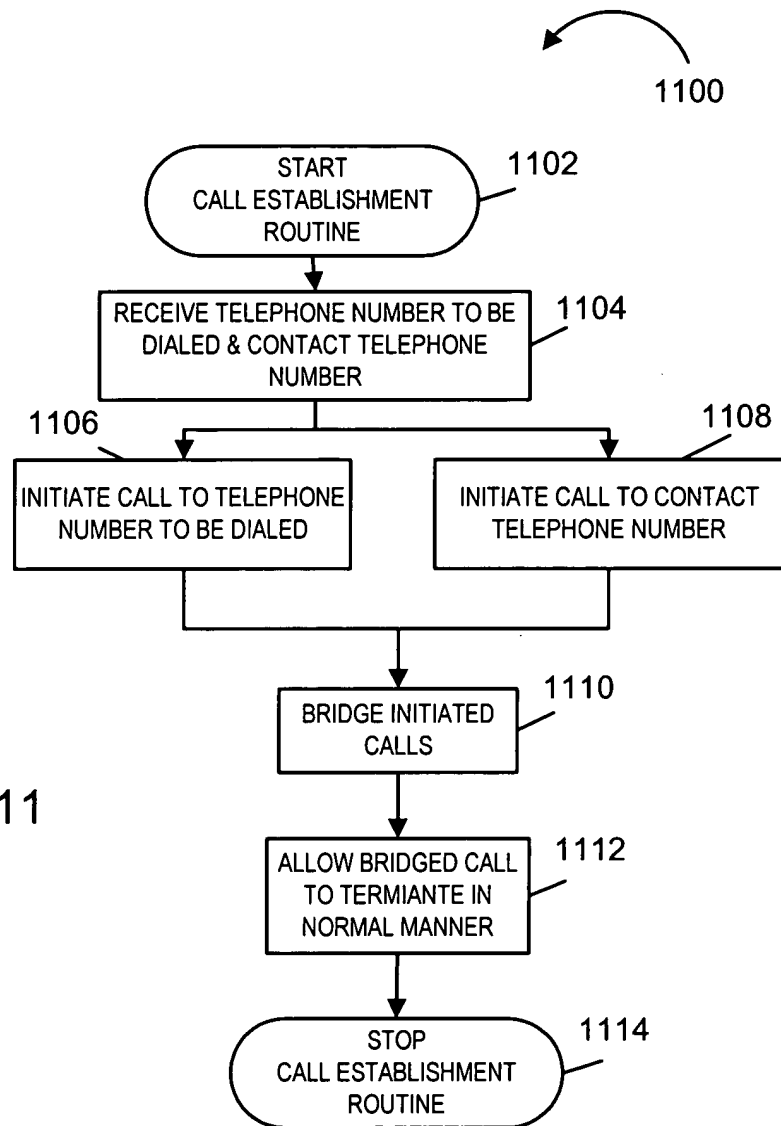 1100
START
CALL ESTABLISHMENT
ROUTINE
1102
RECEIVE TELEPHONE NUMBER TO BE
DIALED & CONTACT TELEPHONE
NUMBER
1104
1106
1108
INITIATE CALL TO TELEPHONE
NUMBER TO BE DIALED
INITIATE CALL TO CONTACT
TELEPHONE NUMBER
BRIDGE INITIATED
CALLS
1110
11
ALLOW BRIDGED CALL
TO TERMIANTE IN
NORMAL MANNER
1112
STOP
CALL ESTABLISHMENT
ROUTINE
1114